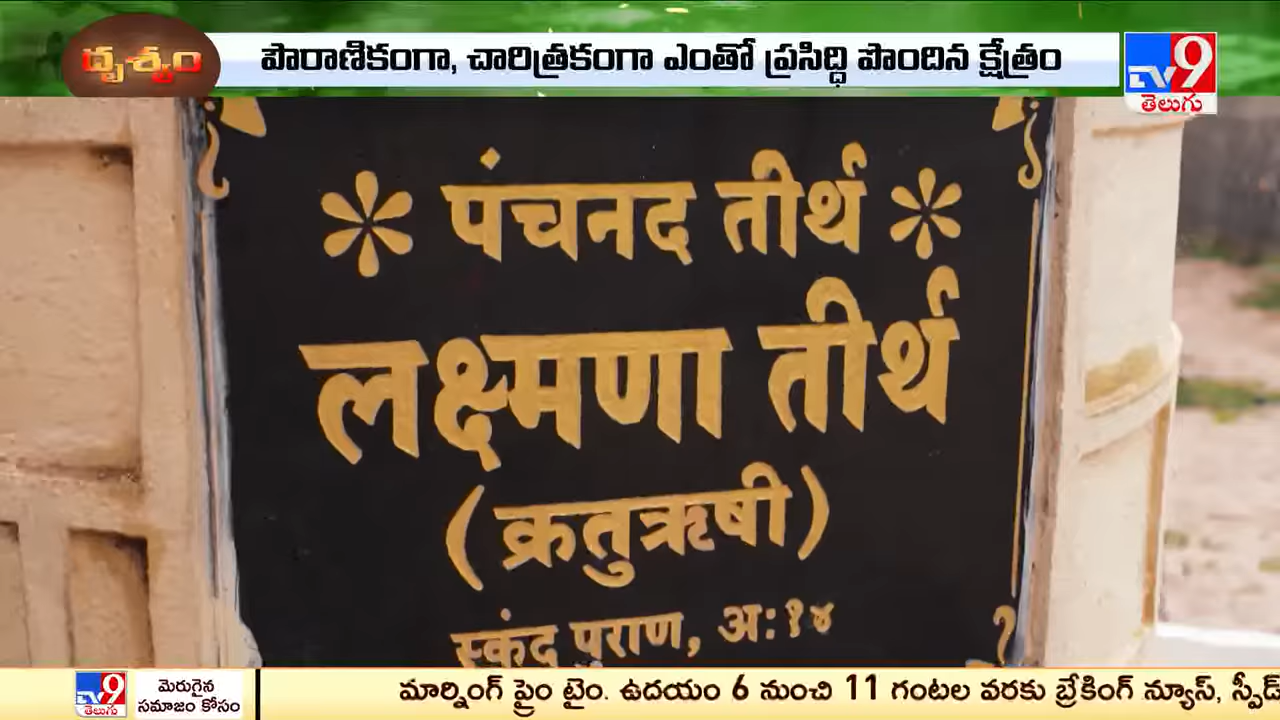 దృశ్యం
పౌరాణికంగా, చారిత్రకంగా ఎంతో ప్రసిద్ధి పొందిన క్షేత్రం
TV9
తెలుగు
पंचनद तीर्थ
लक्ष्मणा तीर्थ
(क्रतुऋषी)
स्कंद पुराण, अ:१४
TV9
తెలుగు
మెరుగైన
సమాజం కోసం
మార్నింగ్ ప్రైం టైం. ఉదయం 6 నుంచి 11 గంటల వరకు బ్రేకింగ్ న్యూస్, స్పీడ్